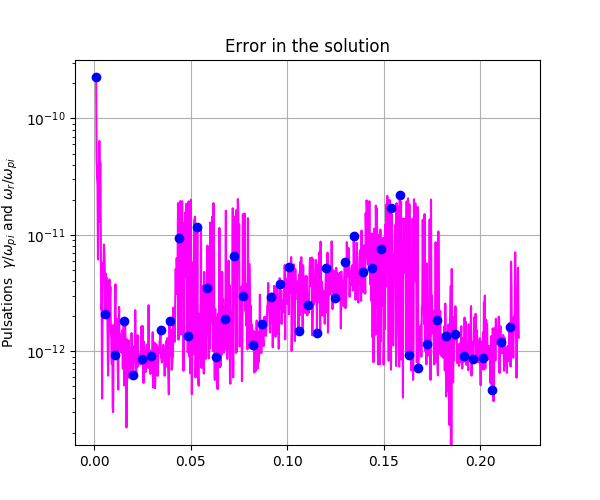 Error in the solution
Pulsations γ/ω_pi and ω_r/ω_pi
10^−10
10^−11
10^−12
0.00 0.05 0.10 0.15 0.20